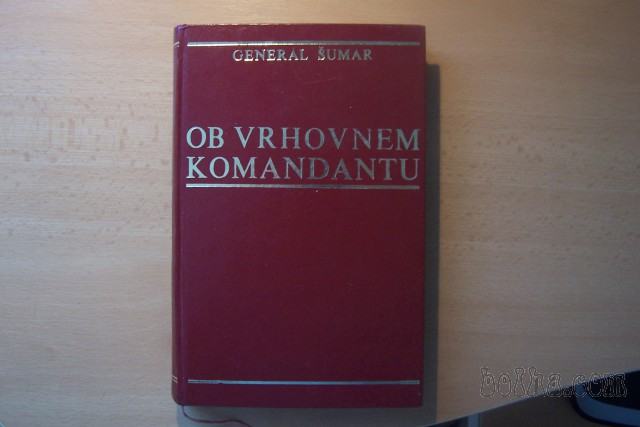 GENERAL ŠUMAR
OB VRHOVNEM
KOMANDANTU
bolha.com